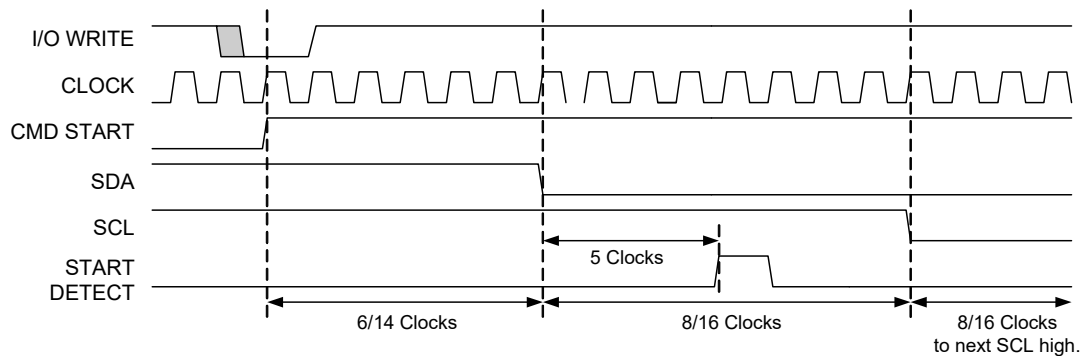 I/O WRITE
CLOCK
CMD START
SDA
SCL
5 Clocks
START
DETECT
6/14 Clocks
8/16 Clocks
8/16 Clocks
to next SCL high.